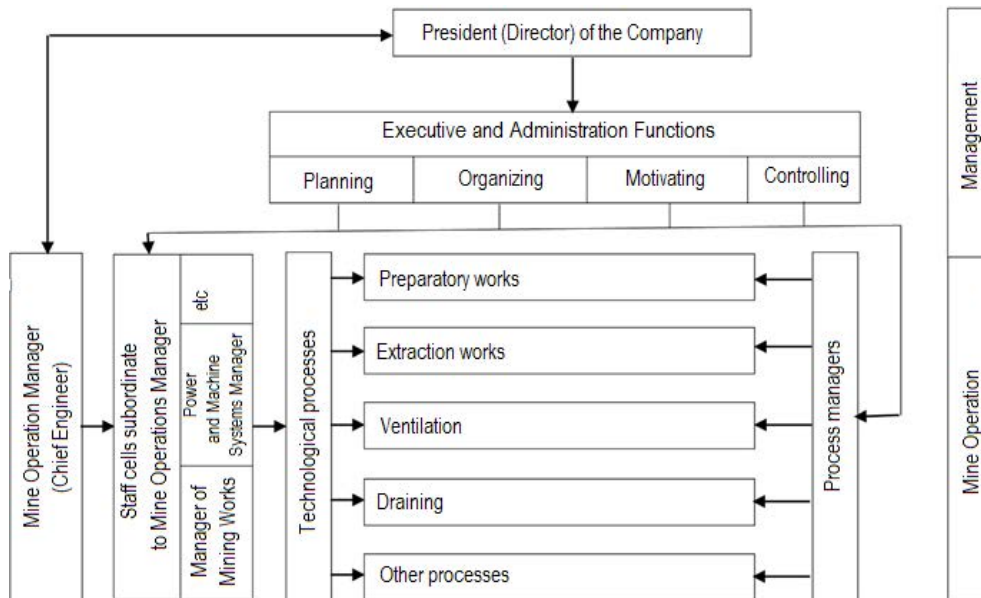 President (Director) of the Company
Executive and Administration Functions
Planning
Organizing
Motivating
Controlling
Management
Mine Operation Manager
(Chief Engineer)
Staff cells subordinate
to Mine Operations Manager
etc
Power
and Machine
Systems Manager
Manager of
Mining Works
Technological processes
Preparatory works
Extraction works
Ventilation
Draining
Other processes
Process managers
Mine Operation